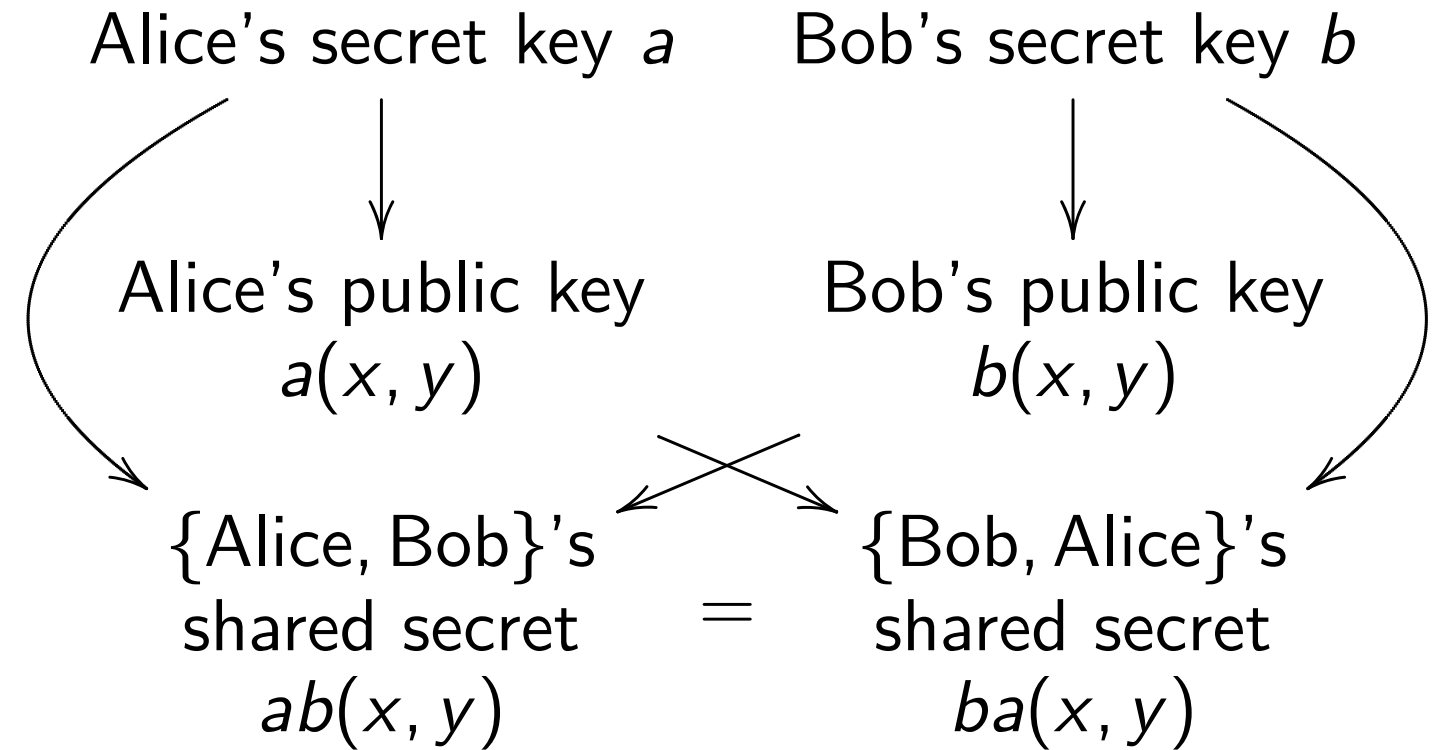 Alice's secret key a
Bob's secret key b
Alice's public key
a(x, y)
Bob's public key
b(x, y)
{Alice, Bob}'s
shared secret
ab(x, y)
=
{Bob, Alice}'s
shared secret
ba(x, y)